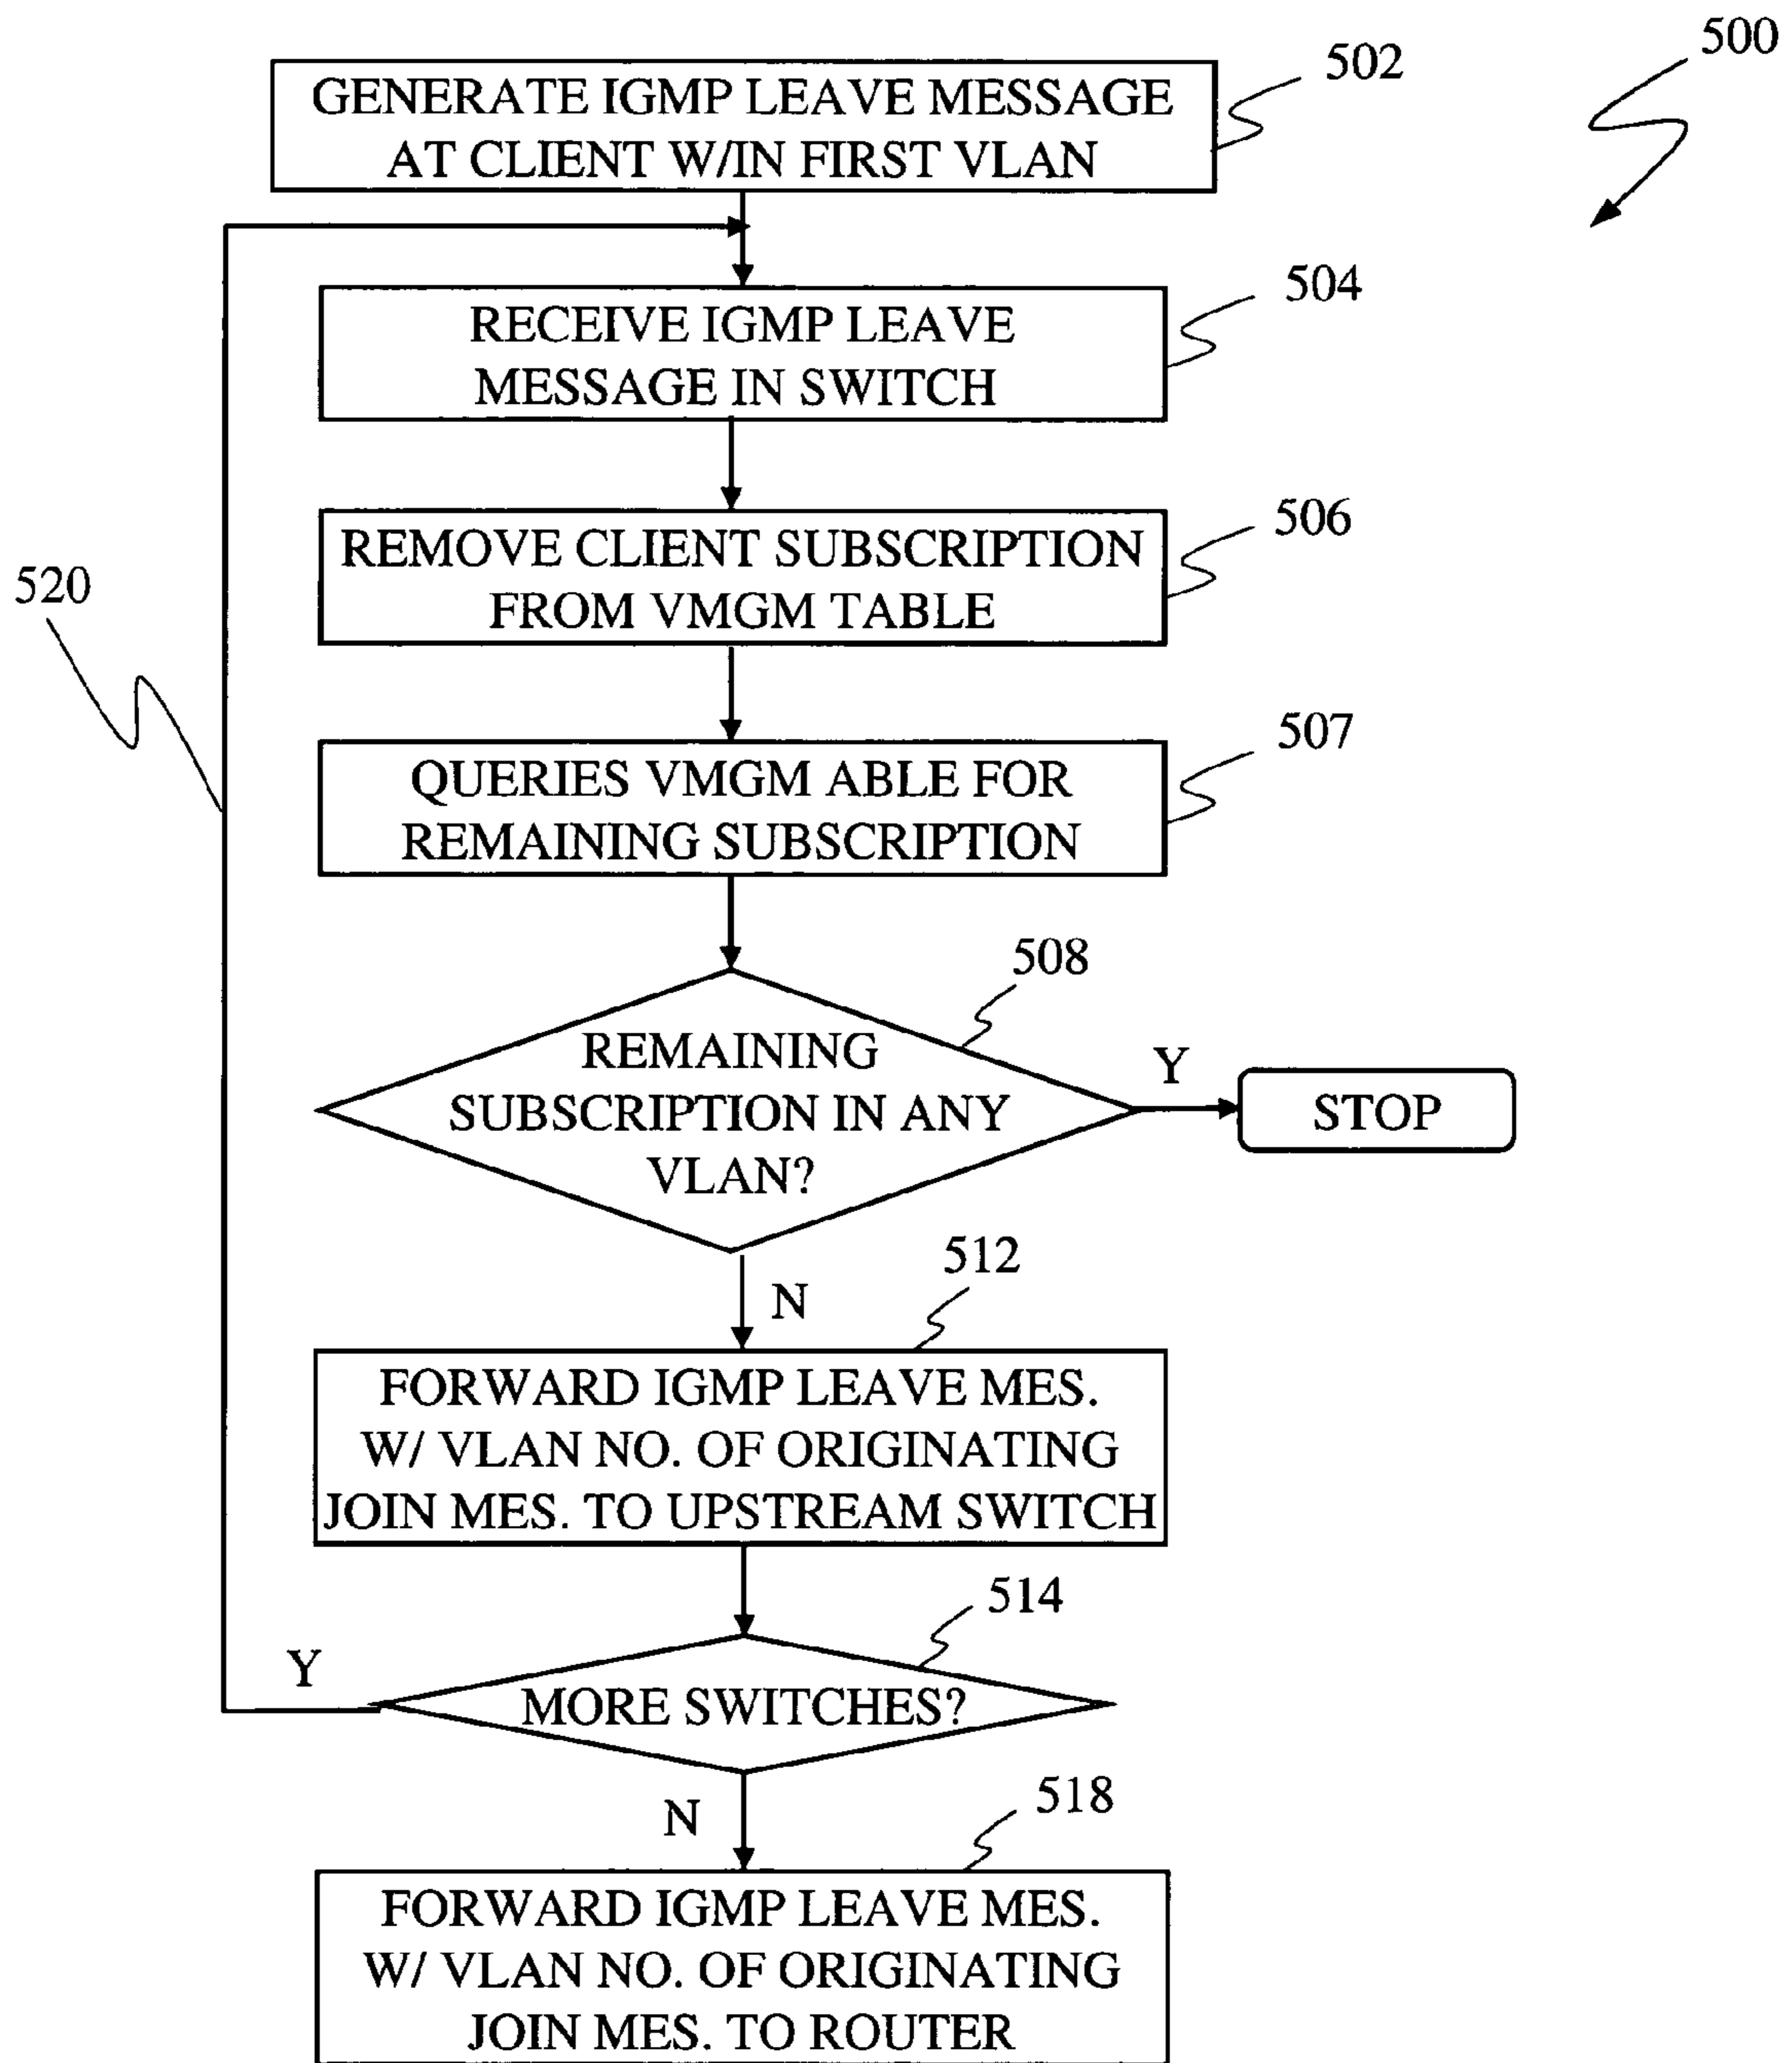 500
502
GENERATE IGMP LEAVE MESSAGE
AT CLIENT W/IN FIRST VLAN
504
RECEIVE IGMP LEAVE
MESSAGE IN SWITCH
506
REMOVE CLIENT SUBSCRIPTION
FROM VMGM TABLE
520
507
QUERIES VMGM ABLE FOR
REMAINING SUBSCRIPTION
508
REMAINING
SUBSCRIPTION IN ANY
VLAN?
Y
STOP
N
512
FORWARD IGMP LEAVE MES.
W/ VLAN NO. OF ORIGINATING
JOIN MES. TO UPSTREAM SWITCH
514
Y
MORE SWITCHES?
N
518
FORWARD IGMP LEAVE MES.
W/ VLAN NO. OF ORIGINATING
JOIN MES. TO ROUTER